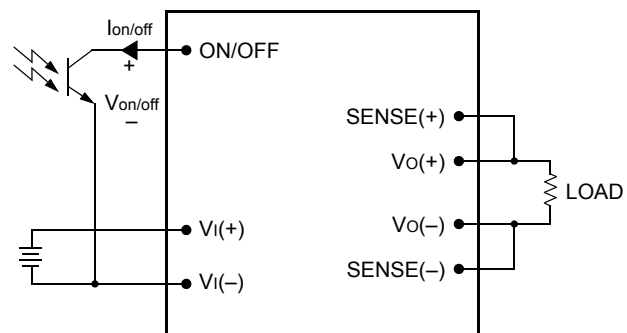 Ion/off
+
ON/OFF
Von/off
–
SENSE(+)
VO(+)
LOAD
VO(–)
SENSE(–)
VI(+)
VI(–)